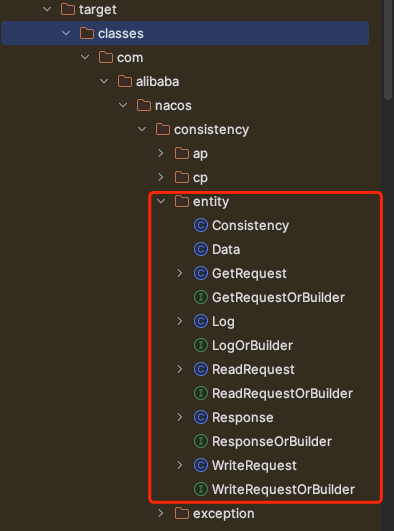 target
classes
com
alibaba
nacos
consistency
ap
cp
entity
Consistency
Data
GetRequest
GetRequestOrBuilder
Log
LogOrBuilder
ReadRequest
ReadRequestOrBuilder
Response
ResponseOrBuilder
WriteRequest
WriteRequestOrBuilder
exception